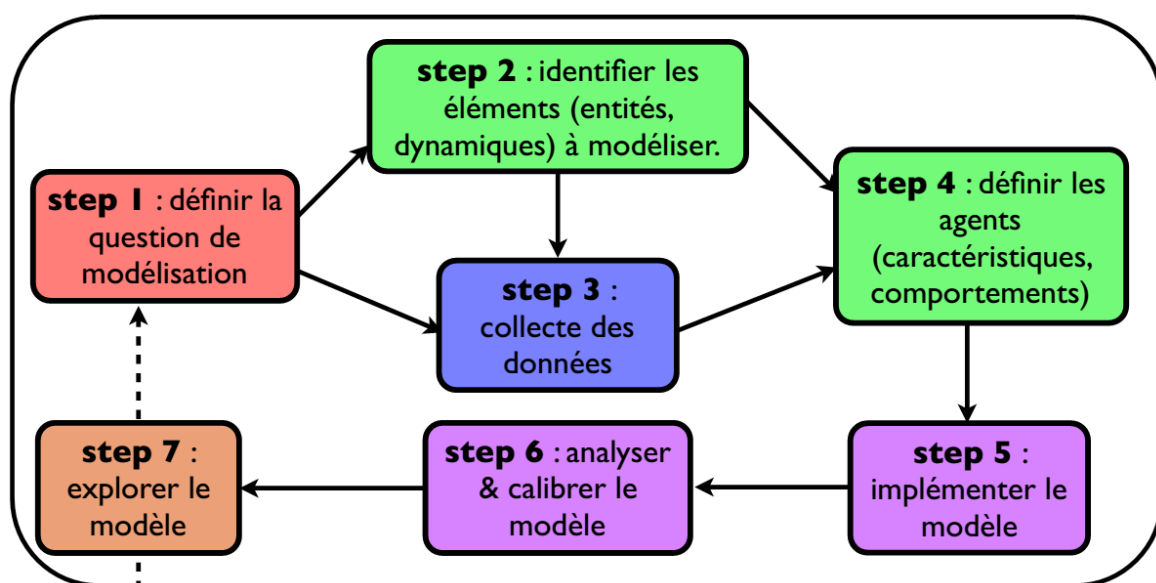 step 1 : définir la
question de
modélisation
step 2 : identifier les
éléments (entités,
dynamiques) à modéliser.
step 3 :
collecte des
données
step 4 : définir les
agents
(caractéristiques,
comportements)
step 5 :
implémenter le
modèle
step 6 : analyser
& calibrer le
modèle
step 7 :
explorer le
modèle